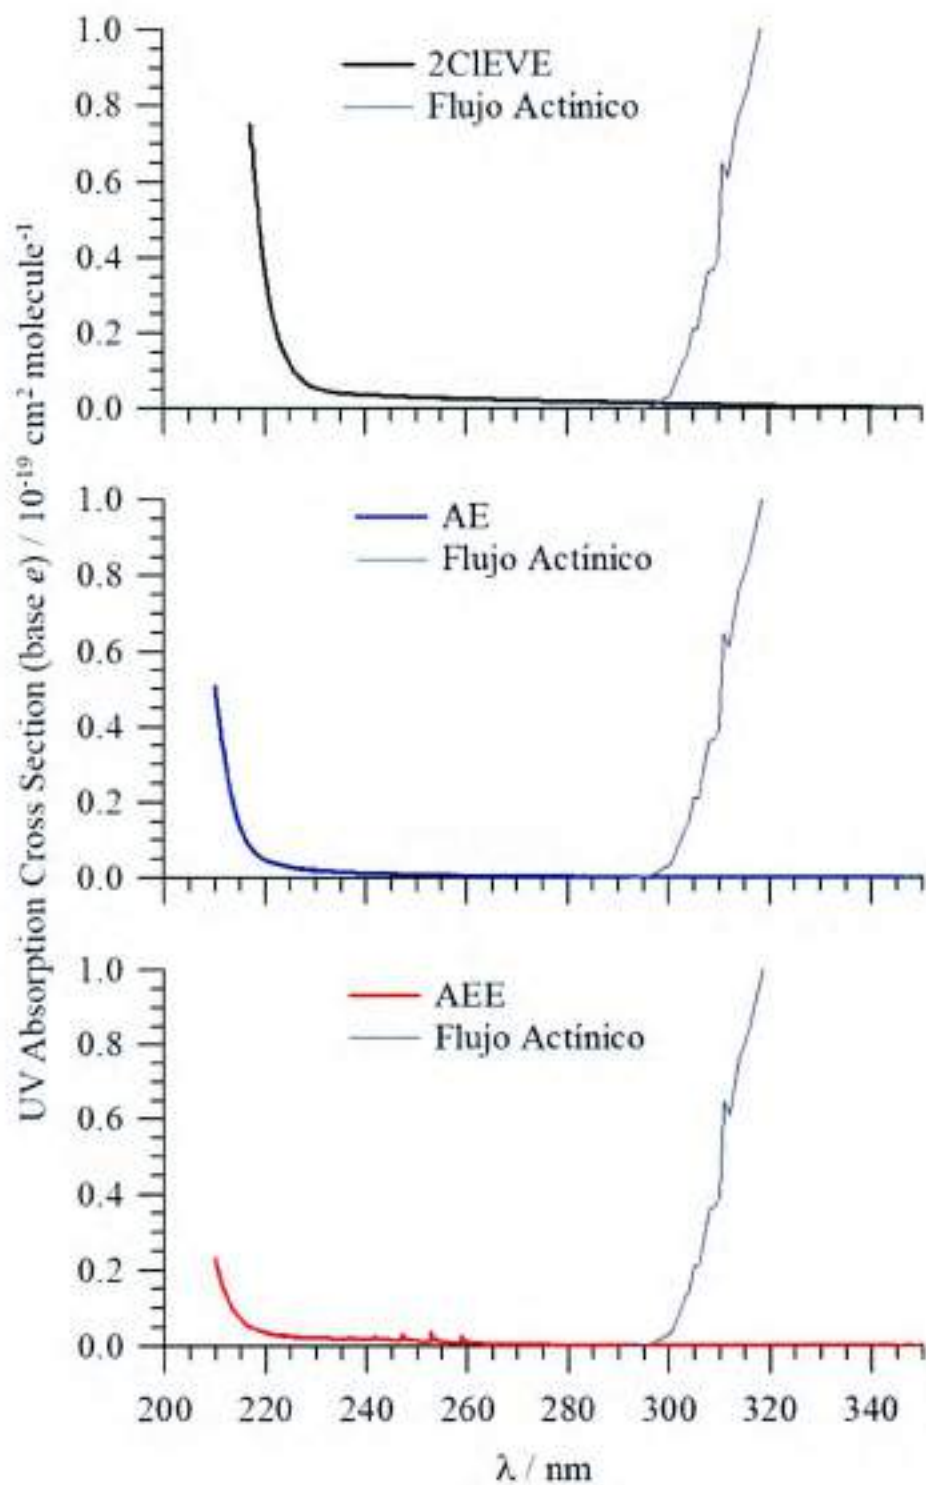 UV Absorption Cross Section (base e) / 10⁻¹⁹ cm² molecule⁻¹
1.0
0.8
0.6
0.4
0.2
0.0
2ClEVE
Flujo Actínico
1.0
0.8
0.6
0.4
0.2
0.0
AE
Flujo Actínico
1.0
0.8
0.6
0.4
0.2
0.0
AEE
Flujo Actínico
200 220 240 260 280 300 320 340
λ / nm